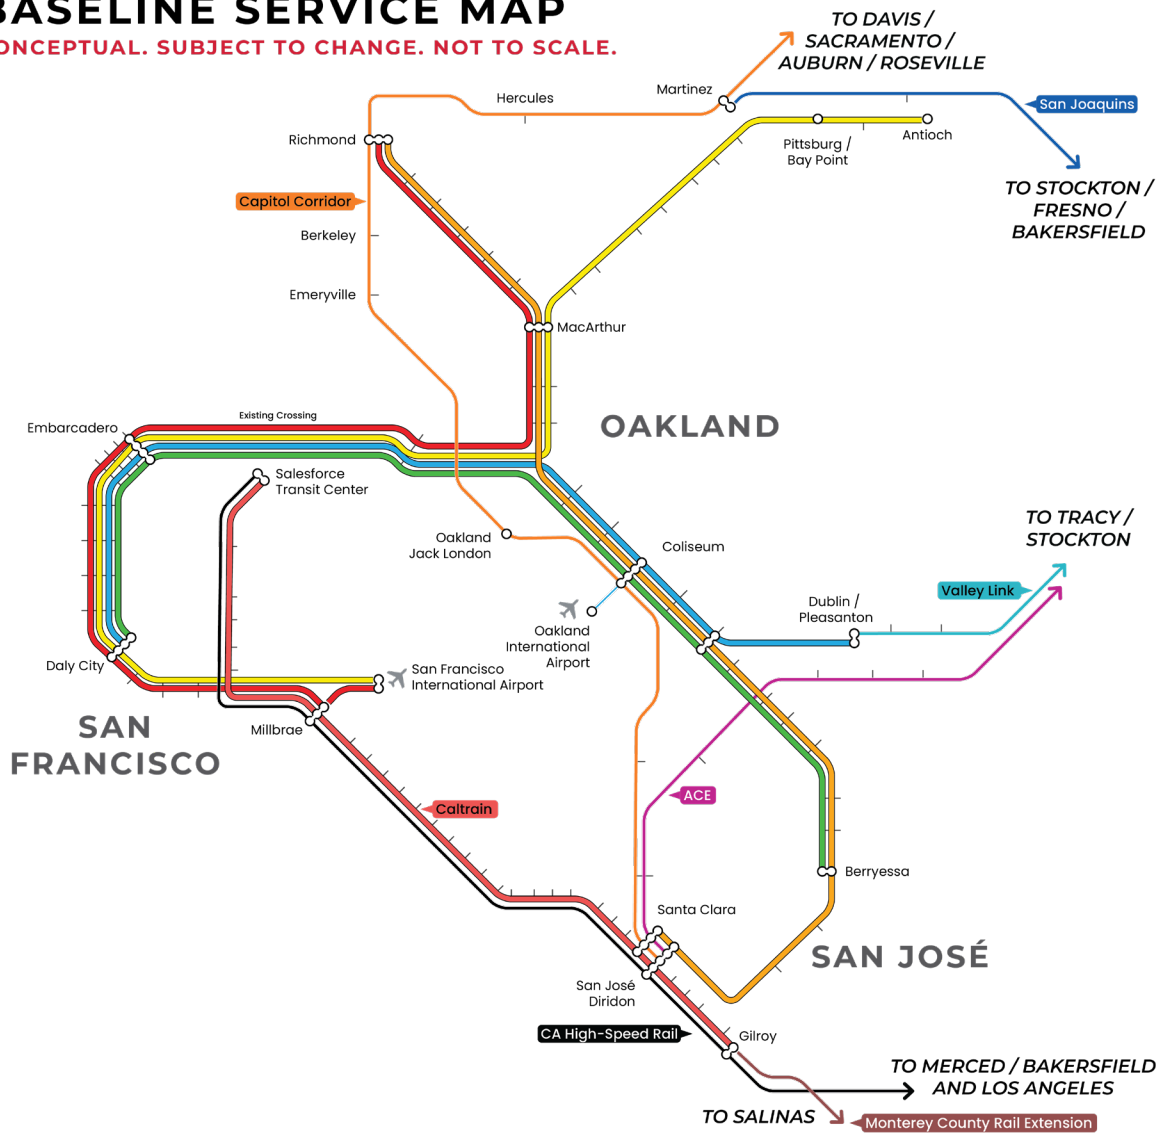 BASELINE SERVICE MAP
CONCEPTUAL. SUBJECT TO CHANGE. NOT TO SCALE.
TO DAVIS /
SACRAMENTO /
AUBURN / ROSEVILLE
Martinez
Hercules
San Joaquins
Richmond
Pittsburg /
Bay Point
Antioch
TO STOCKTON /
FRESNO /
BAKERSFIELD
Capitol Corridor
Berkeley
Emeryville
MacArthur
Existing Crossing
OAKLAND
Embarcadero
Salesforce
Transit Center
Oakland
Jack London
Coliseum
TO TRACY /
STOCKTON
Valley Link
Dublin /
Pleasanton
Oakland
International
Airport
Daly City
San Francisco
International Airport
SAN
FRANCISCO
Millbrae
Caltrain
ACE
Berryessa
Santa Clara
SAN JOSÉ
San José
Diridon
CA High-Speed Rail
Gilroy
TO MERCED / BAKERSFIELD
AND LOS ANGELES
TO SALINAS
Monterey County Rail Extension